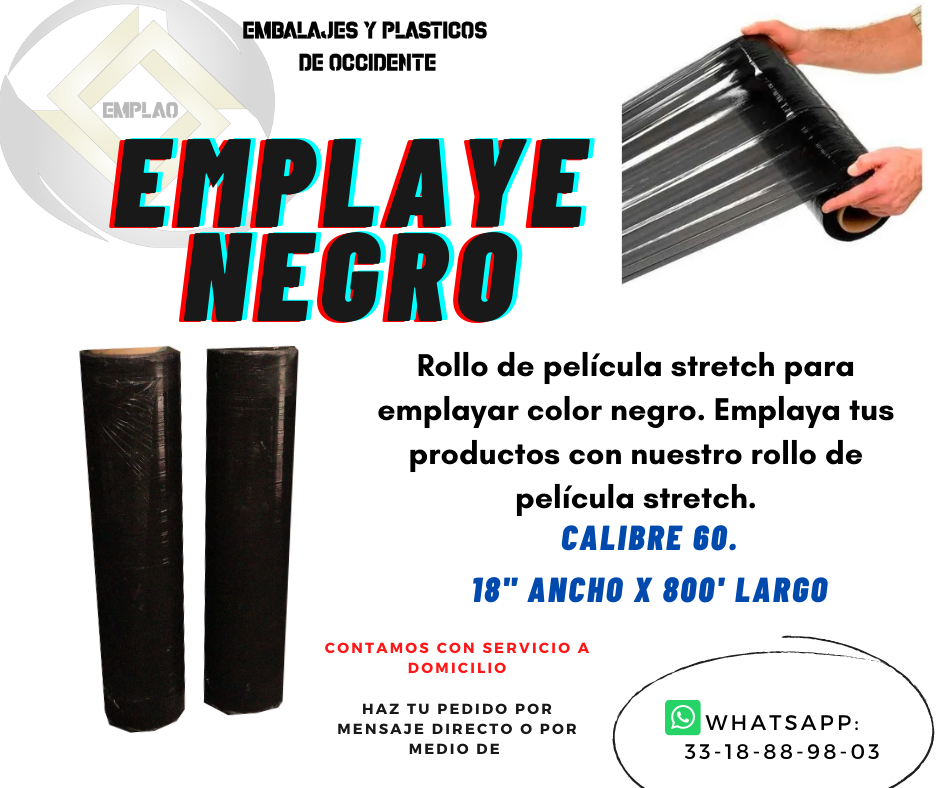 EMBALAJES Y PLASTICOS
DE OCCIDENTE
EMPLAO
EMPLAYE
NEGRO
Rollo de película stretch para
emplayar color negro. Emplaya tus
productos con nuestro rollo de
película stretch.
CALIBRE 60.
18" ANCHO X 800' LARGO
CONTAMOS CON SERVICIO A
DOMICILIO
HAZ TU PEDIDO POR
MENSAJE DIRECTO O POR
MEDIO DE
WHATSAPP:
33-18-88-98-03